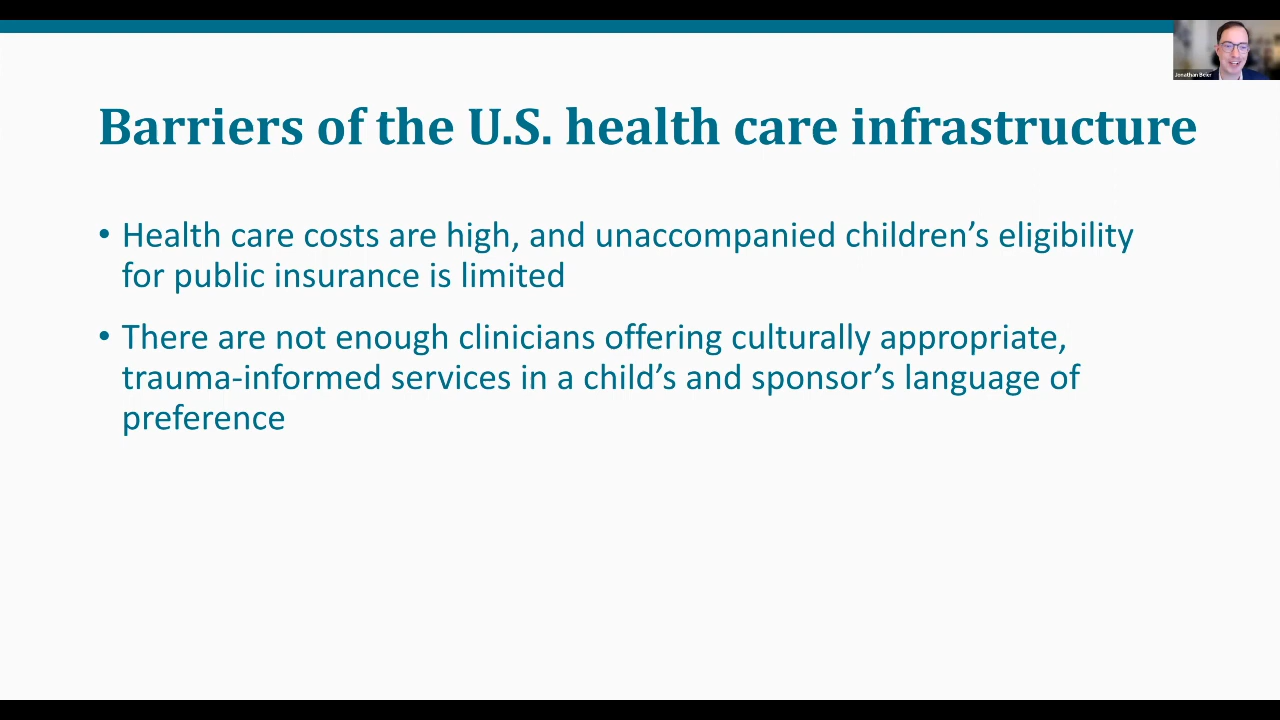 Jonathan Beier
Barriers of the U.S. health care infrastructure
• Health care costs are high, and unaccompanied children’s eligibility
for public insurance is limited
• There are not enough clinicians offering culturally appropriate,
trauma-informed services in a child’s and sponsor’s language of
preference